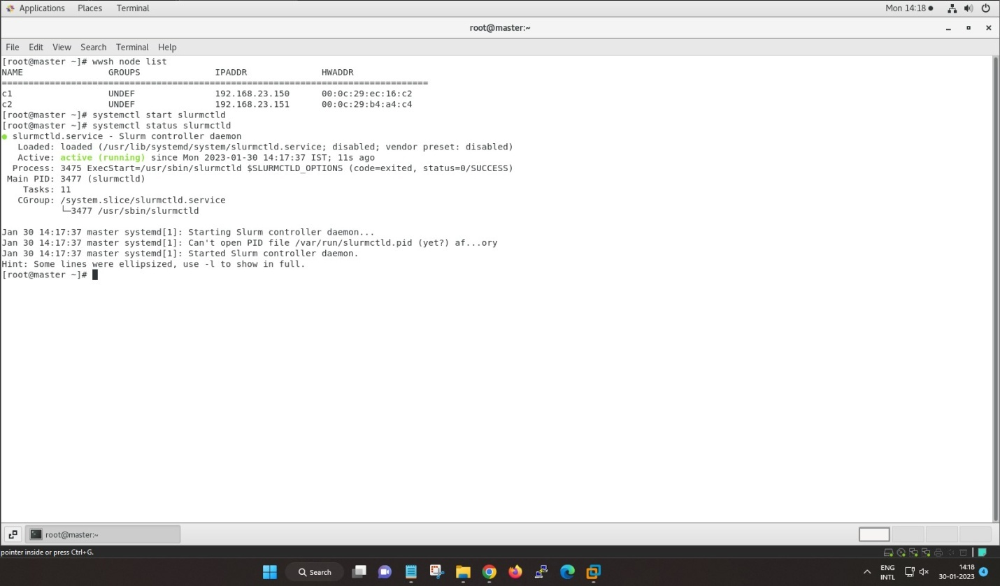 Applications Places Terminal Mon 14:18
root@master:~
File Edit View Search Terminal Help
[root@master ~]# wwsh node list
NAME GROUPS IPADDR HWADDR
================================================================================
c1 UNDEF 192.168.23.150 00:0c:29:ec:16:c2
c2 UNDEF 192.168.23.151 00:0c:29:b4:a4:c4
[root@master ~]# systemctl start slurmctld
[root@master ~]# systemctl status slurmctld
● slurmctld.service - Slurm controller daemon
Loaded: loaded (/usr/lib/systemd/system/slurmctld.service; disabled; vendor preset: disabled)
Active: active (running) since Mon 2023-01-30 14:17:37 IST; 11s ago
Process: 3475 ExecStart=/usr/sbin/slurmctld $SLURMCTLD_OPTIONS (code=exited, status=0/SUCCESS)
Main PID: 3477 (slurmctld)
Tasks: 11
CGroup: /system.slice/slurmctld.service
└─3477 /usr/sbin/slurmctld
Jan 30 14:17:37 master systemd[1]: Starting Slurm controller daemon...
Jan 30 14:17:37 master systemd[1]: Can't open PID file /var/run/slurmctld.pid (yet?) af...ory
Jan 30 14:17:37 master systemd[1]: Started Slurm controller daemon.
Hint: Some lines were ellipsized, use -l to show in full.
[root@master ~]#
root@master:~
pointer inside or press Ctrl+G.
Search
ENG
INTL
14:18
30-01-2023
4